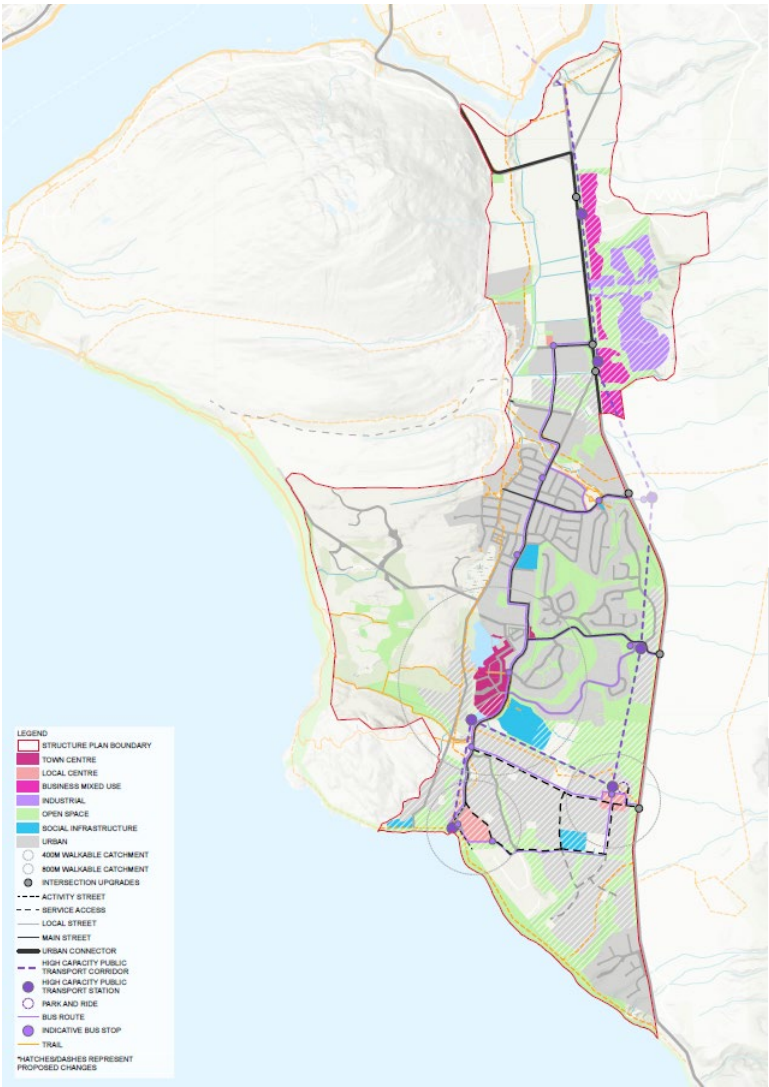 LEGEND
STRUCTURE PLAN BOUNDARY
TOWN CENTRE
LOCAL CENTRE
BUSINESS MIXED USE
INDUSTRIAL
OPEN SPACE
SOCIAL INFRASTRUCTURE
URBAN
400M WALKABLE CATCHMENT
800M WALKABLE CATCHMENT
INTERSECTION UPGRADES
ACTIVITY STREET
SERVICE ACCESS
LOCAL STREET
MAIN STREET
URBAN CONNECTOR
HIGH CAPACITY PUBLIC
TRANSPORT CORRIDOR
HIGH CAPACITY PUBLIC
TRANSPORT STATION
PARK AND RIDE
BUS ROUTE
INDICATIVE BUS STOP
TRAIL
*HATCHES/DASHES REPRESENT
PROPOSED CHANGES